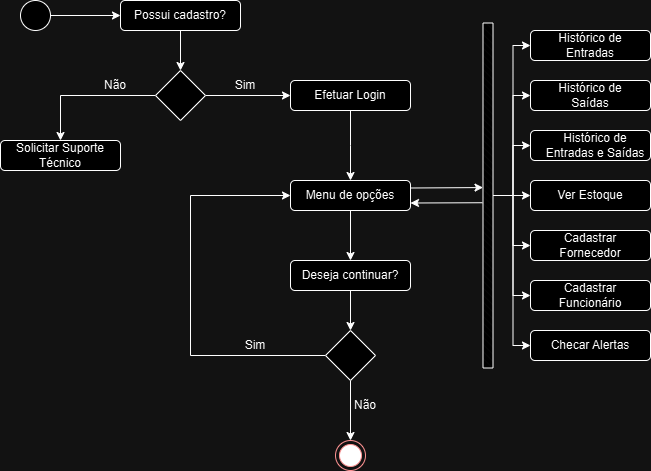 Possui cadastro?
Não
Sim
Solicitar Suporte
Técnico
Efetuar Login
Menu de opções
Deseja continuar?
Sim
Não
Histórico de
Entradas
Histórico de
Saídas
Histórico de
Entradas e Saídas
Ver Estoque
Cadastrar
Fornecedor
Cadastrar
Funcionário
Checar Alertas